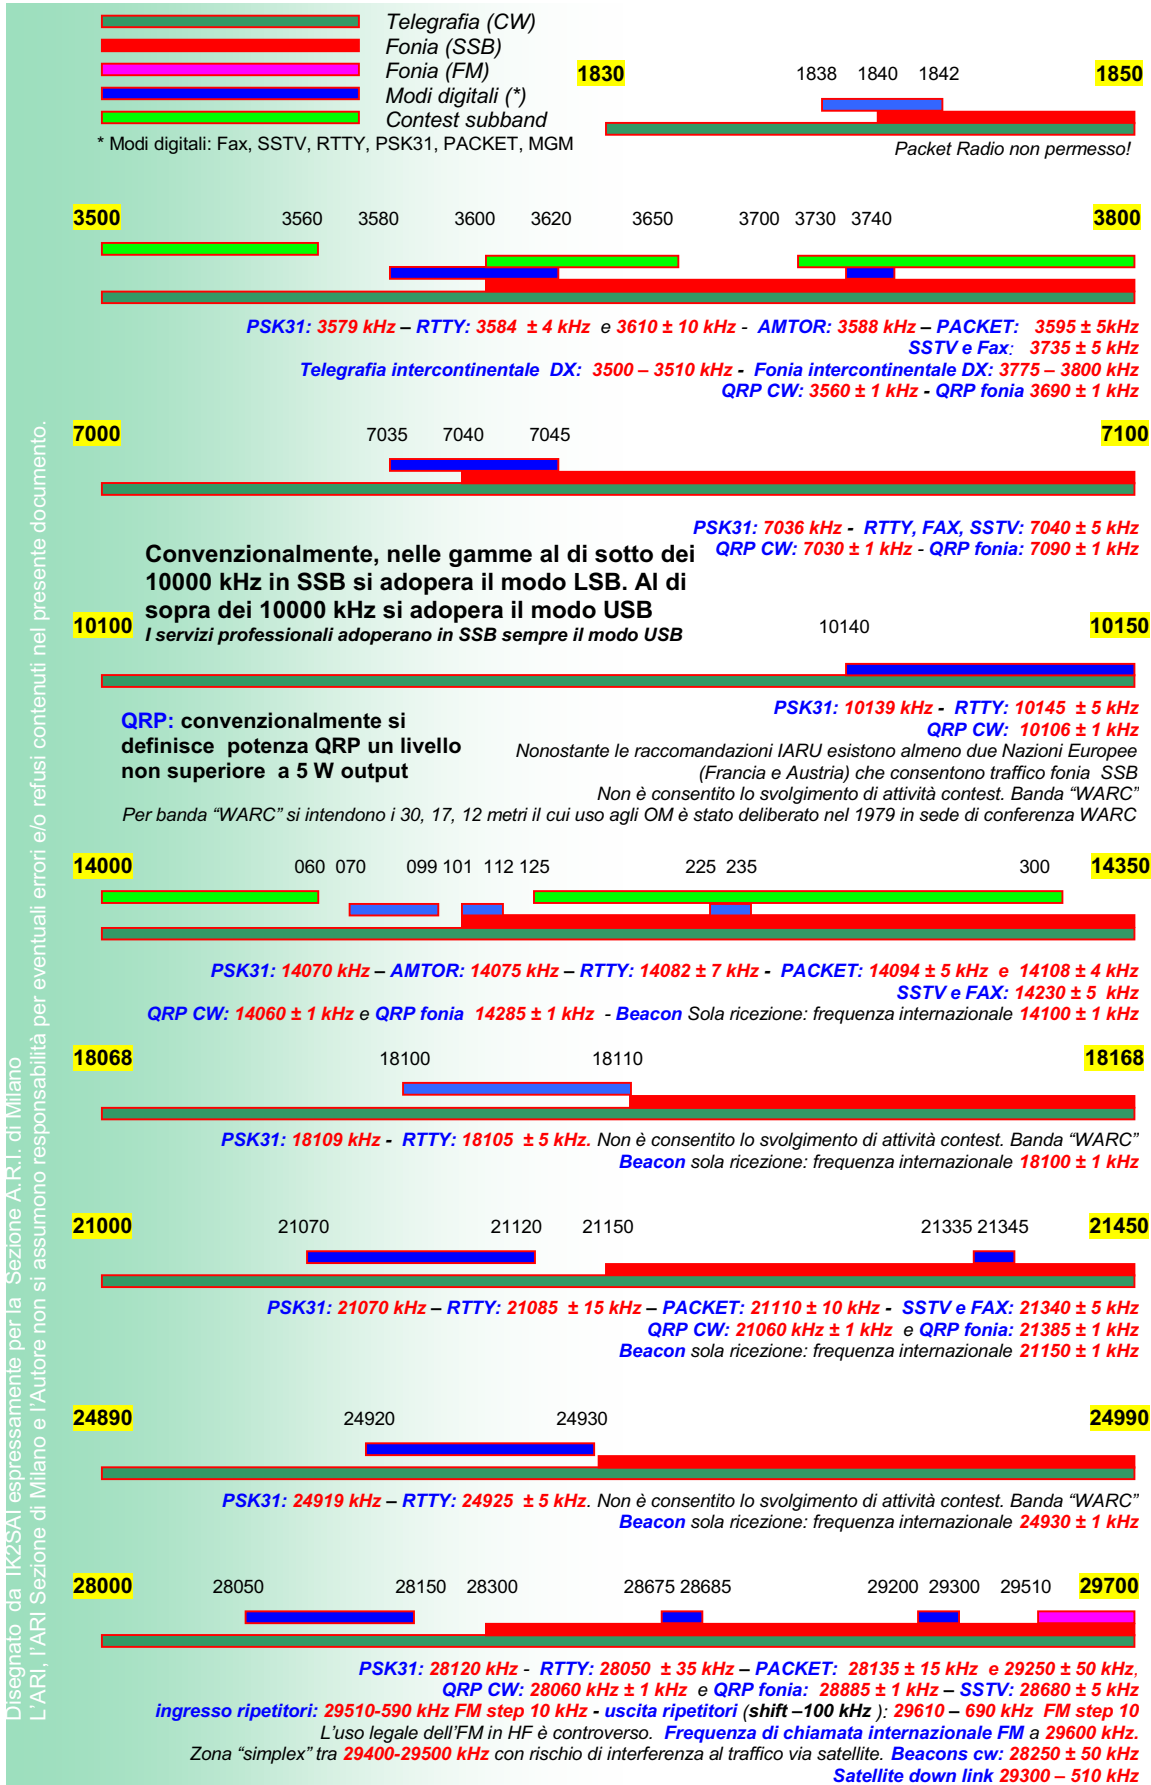 Telegrafia (CW)
Fonia (SSB)
Fonia (FM)
Modi digitali (*)
Contest subband
* Modi digitali: Fax, SSTV, RTTY, PSK31, PACKET, MGM
1830 1838 1840 1842 1850
Packet Radio non permesso!
3500 3560 3580 3600 3620 3650 3700 3730 3740 3800
PSK31: 3579 kHz – RTTY: 3584 ± 4 kHz e 3610 ± 10 kHz - AMTOR: 3588 kHz – PACKET: 3595 ± 5kHz
SSTV e Fax: 3735 ± 5 kHz
Telegrafia intercontinentale DX: 3500 – 3510 kHz - Fonia intercontinentale DX: 3775 – 3800 kHz
QRP CW: 3560 ± 1 kHz - QRP fonia 3690 ± 1 kHz
7000 7035 7040 7045 7100
PSK31: 7036 kHz - RTTY, FAX, SSTV: 7040 ± 5 kHz
QRP CW: 7030 ± 1 kHz - QRP fonia: 7090 ± 1 kHz
Convenzionalmente, nelle gamme al di sotto dei
10000 kHz in SSB si adopera il modo LSB. Al di
sopra dei 10000 kHz si adopera il modo USB
I servizi professionali adoperano in SSB sempre il modo USB
10100 10140 10150
PSK31: 10139 kHz - RTTY: 10145 ± 5 kHz
QRP CW: 10106 ± 1 kHz
QRP: convenzionalmente si
definisce potenza QRP un livello
non superiore a 5 W output
Nonostante le raccomandazioni IARU esistono almeno due Nazioni Europee
(Francia e Austria) che consentono traffico fonia SSB
Non è consentito lo svolgimento di attività contest. Banda “WARC”
Per banda “WARC” si intendono i 30, 17, 12 metri il cui uso agli OM è stato deliberato nel 1979 in sede di conferenza WARC
14000 060 070 099 101 112 125 225 235 300 14350
PSK31: 14070 kHz – AMTOR: 14075 kHz – RTTY: 14082 ± 7 kHz - PACKET: 14094 ± 5 kHz e 14108 ± 4 kHz
SSTV e FAX: 14230 ± 5 kHz
QRP CW: 14060 ± 1 kHz e QRP fonia 14285 ± 1 kHz - Beacon Sola ricezione: frequenza internazionale 14100 ± 1 kHz
18068 18100 18110 18168
PSK31: 18109 kHz - RTTY: 18105 ± 5 kHz. Non è consentito lo svolgimento di attività contest. Banda “WARC”
Beacon sola ricezione: frequenza internazionale 18100 ± 1 kHz
21000 21070 21120 21150 21335 21345 21450
PSK31: 21070 kHz – RTTY: 21085 ± 15 kHz – PACKET: 21110 ± 10 kHz - SSTV e FAX: 21340 ± 5 kHz
QRP CW: 21060 kHz ± 1 kHz e QRP fonia: 21385 ± 1 kHz
Beacon sola ricezione: frequenza internazionale 21150 ± 1 kHz
24890 24920 24930 24990
PSK31: 24919 kHz – RTTY: 24925 ± 5 kHz. Non è consentito lo svolgimento di attività contest. Banda “WARC”
Beacon sola ricezione: frequenza internazionale 24930 ± 1 kHz
28000 28050 28150 28300 28675 28685 29200 29300 29510 29700
PSK31: 28120 kHz - RTTY: 28050 ± 35 kHz – PACKET: 28135 ± 15 kHz e 29250 ± 50 kHz,
QRP CW: 28060 kHz ± 1 kHz e QRP fonia: 28885 ± 1 kHz – SSTV: 28680 ± 5 kHz
ingresso ripetitori: 29510-590 kHz FM step 10 kHz - uscita ripetitori (shift –100 kHz ): 29610 – 690 kHz FM step 10
L'uso legale dell'FM in HF è controverso. Frequenza di chiamata internazionale FM a 29600 kHz.
Zona “simplex” tra 29400-29500 kHz con rischio di interferenza al traffico via satellite. Beacons cw: 28250 ± 50 kHz
Satellite down link 29300 – 510 kHz
Disegnato da IK2SAI espressamente per la Sezione A.R.I. di Milano
L'ARI, l'ARI Sezione di Milano e l'Autore non si assumono responsabilità per eventuali errori e/o refusi contenuti nel presente documento.